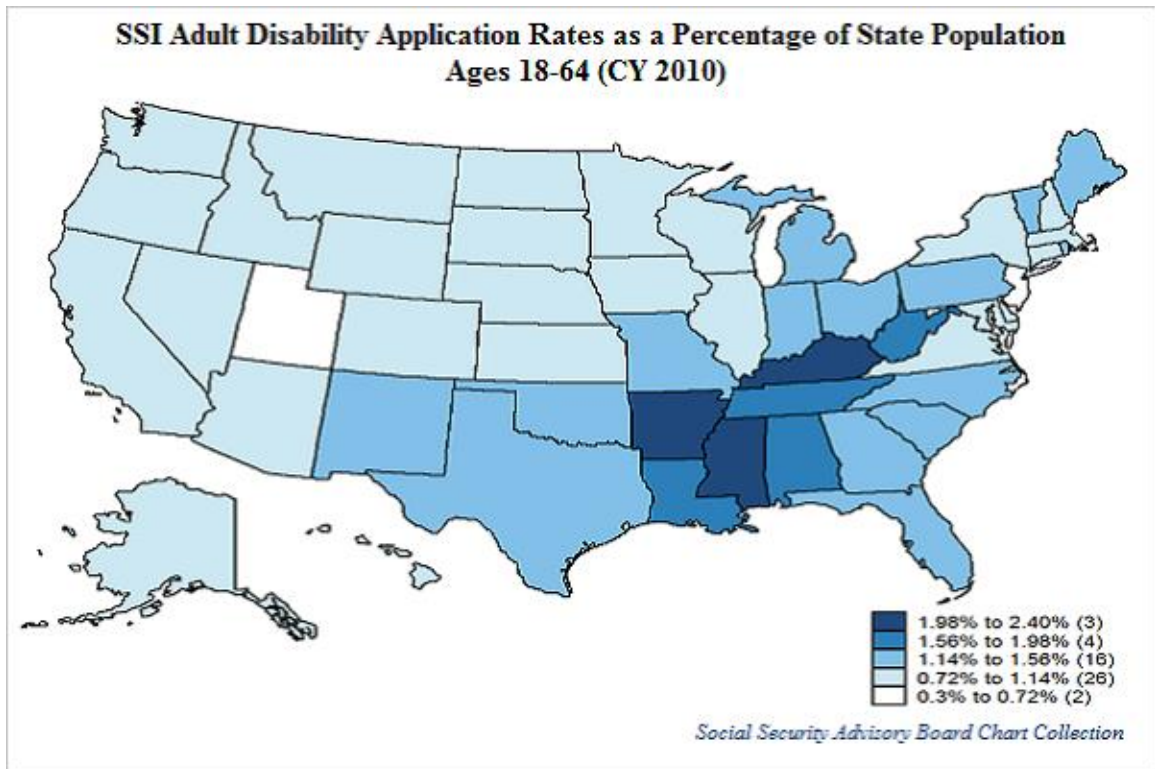 SSI Adult Disability Application Rates as a Percentage of State Population
Ages 18-64 (CY 2010)
1.98% to 2.40% (3)
1.56% to 1.98% (4)
1.14% to 1.56% (16)
0.72% to 1.14% (26)
0.3% to 0.72% (2)
Social Security Advisory Board Chart Collection